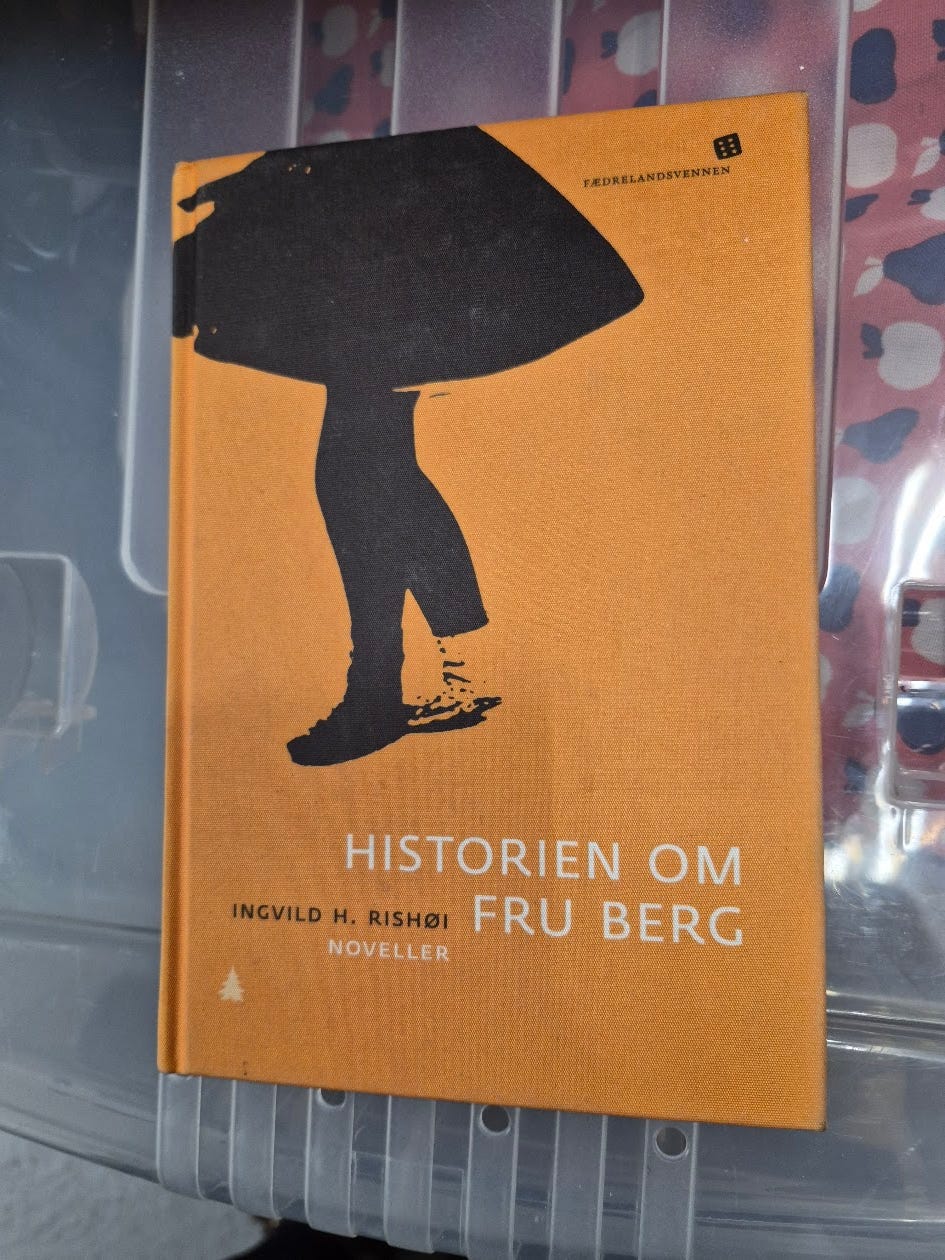 FÆDRELANDSVENNEN
HISTORIEN OM
FRU BERG
INGVILD H. RISHØI
NOVELLER